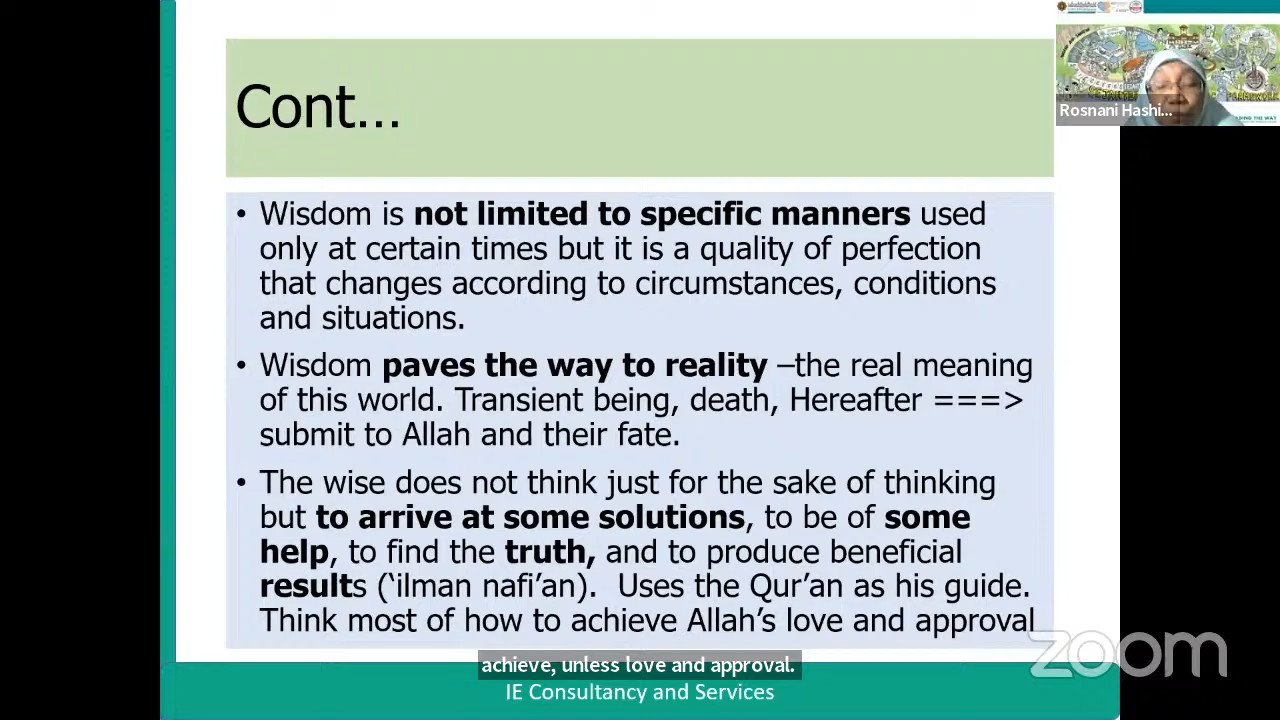 Cont…
• Wisdom is not limited to specific manners used
only at certain times but it is a quality of perfection
that changes according to circumstances, conditions
and situations.
• Wisdom paves the way to reality –the real meaning
of this world. Transient being, death, Hereafter ===>
submit to Allah and their fate.
• The wise does not think just for the sake of thinking
but to arrive at some solutions, to be of some
help, to find the truth, and to produce beneficial
results (‘ilman nafi’an).  Uses the Qur’an as his guide.
Think most of how to achieve Allah’s love and approval
achieve, unless love and approval.
IE Consultancy and Services
zoom
Rosnani Hashi...
THE WAY